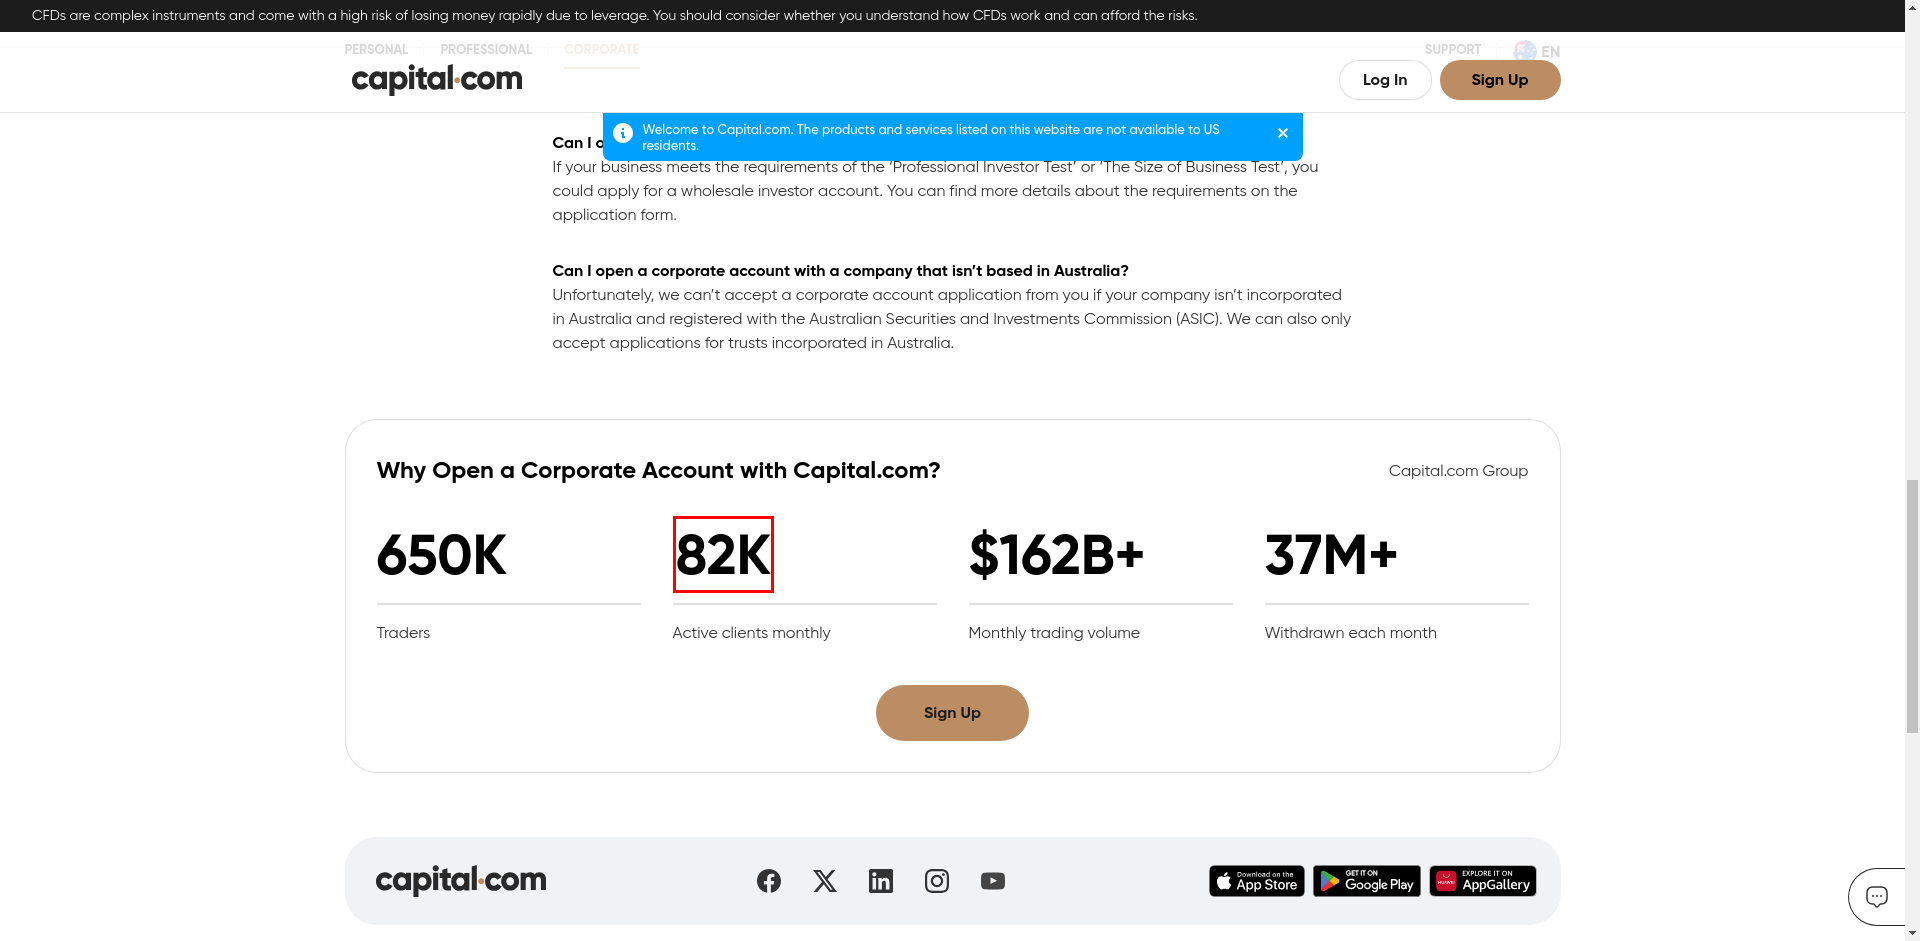 CFDs are complex instruments and come with a high risk of losing money rapidly due to leverage. You should consider whether you understand how CFDs work and can afford the risks.
PERSONAL PROFESSIONAL CORPORATE SUPPORT EN
capital.com Log In Sign Up
Welcome to Capital.com. The products and services listed on this website are not available to US
residents.
Can I
If your business meets the requirements of the ‘Professional Investor Test’ or ‘The Size of Business Test’, you
could apply for a wholesale investor account. You can find more details about the requirements on the
application form.
Can I open a corporate account with a company that isn’t based in Australia?
Unfortunately, we can’t accept a corporate account application from you if your company isn’t incorporated
in Australia and registered with the Australian Securities and Investments Commission (ASIC). We can also only
accept applications for trusts incorporated in Australia.
Why Open a Corporate Account with Capital.com?
Capital.com Group
650K 82K $162B+ 37M+
Traders Active clients monthly Monthly trading volume Withdrawn each month
Sign Up
capital.com
Download on the
App Store
GET IT ON
Google Play
HUAWEI
EXPLORE IT ON
AppGallery